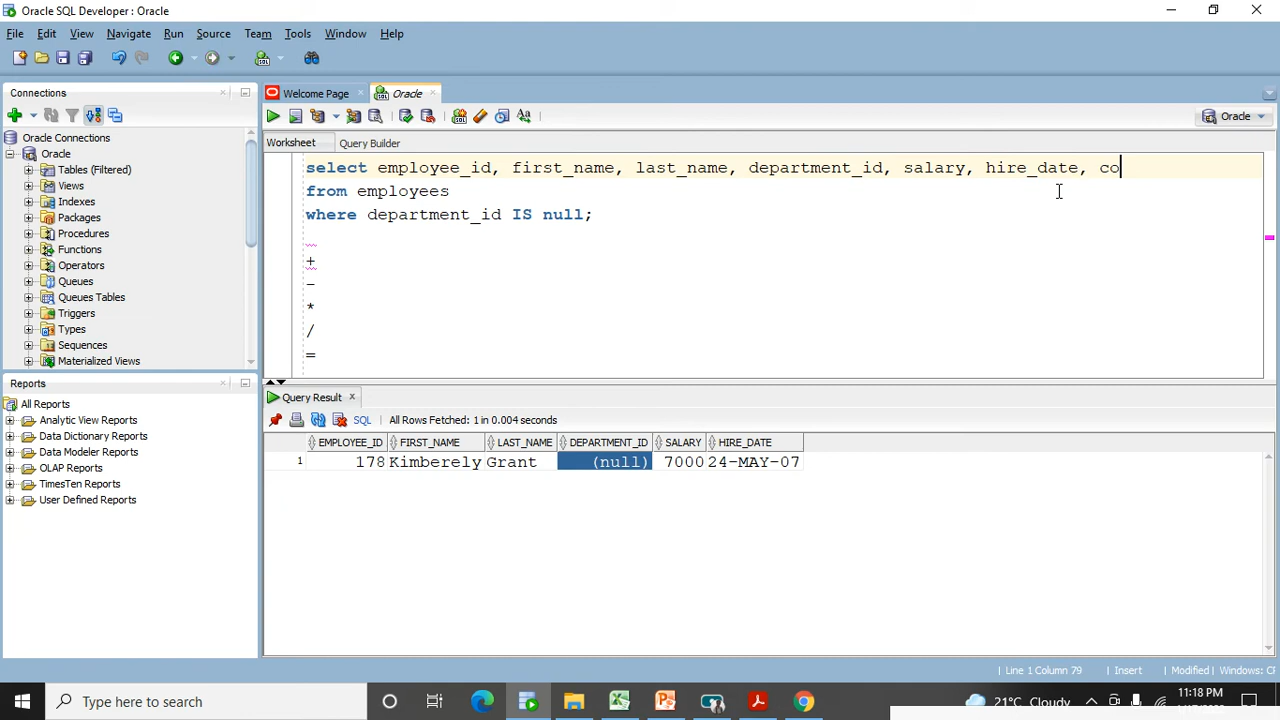 Oracle SQL Developer : Oracle
File Edit View Navigate Run Source Team Tools Window Help
Connections
Oracle Connections
Oracle
Tables (Filtered)
Views
Indexes
Packages
Procedures
Functions
Operators
Queues
Queues Tables
Triggers
Types
Sequences
Materialized Views
Reports
All Reports
Analytic View Reports
Data Dictionary Reports
Data Modeler Reports
OLAP Reports
TimesTen Reports
User Defined Reports
Welcome Page Oracle
Oracle
Worksheet Query Builder
select employee_id, first_name, last_name, department_id, salary, hire_date, co
from employees
where department_id IS null;
+
-
*
/
=
Query Result
SQL All Rows Fetched: 1 in 0.004 seconds
EMPLOYEE_ID FIRST_NAME LAST_NAME DEPARTMENT_ID SALARY HIRE_DATE
1 178 Kimberely Grant (null) 7000 24-MAY-07
Line 1 Column 79 Insert Modified Windows: CF
Type here to search
21°C Cloudy
11:18 PM